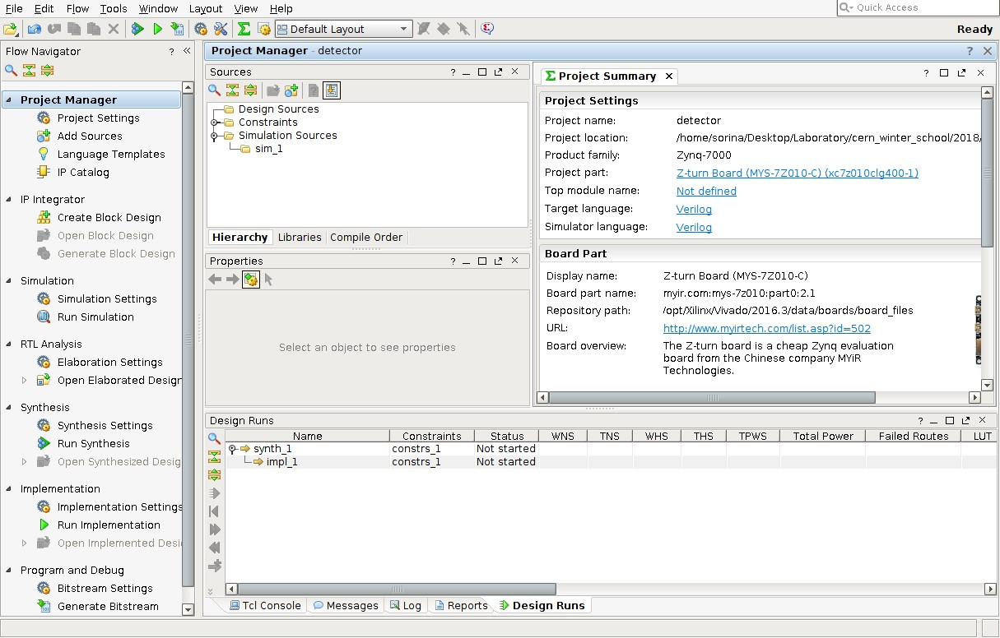 File Edit Flow Tools Window Layout View Help
Quick Access
Default Layout
Ready
Flow Navigator
Project Manager
Project Settings
Add Sources
Language Templates
IP Catalog
IP Integrator
Create Block Design
Open Block Design
Generate Block Design
Simulation
Simulation Settings
Run Simulation
RTL Analysis
Elaboration Settings
Open Elaborated Design
Synthesis
Synthesis Settings
Run Synthesis
Open Synthesized Desig
Implementation
Implementation Settings
Run Implementation
Open Implemented Desi
Program and Debug
Bitstream Settings
Generate Bitstream
Project Manager - detector
Sources
Design Sources
Constraints
Simulation Sources
sim_1
Hierarchy Libraries Compile Order
Properties
Select an object to see properties
Project Summary
Project Settings
Project name: detector
Project location: /home/sorina/Desktop/Laboratory/cern_winter_school/2018/
Product family: Zynq-7000
Project part: Z-turn Board (MYS-7Z010-C) (xc7z010clg400-1)
Top module name: Not defined
Target language: Verilog
Simulator language: Verilog
Board Part
Display name: Z-turn Board (MYS-7Z010-C)
Board part name: myir.com:mys-7z010:part0:2.1
Repository path: /opt/Xilinx/Vivado/2016.3/data/boards/board_files
URL: http://www.myirtech.com/list.asp?id=502
Board overview: The Z-turn board is a cheap Zynq evaluation
board from the Chinese company MYiR
Technologies.
Design Runs
Name Constraints Status WNS TNS WHS THS TPWS Total Power Failed Routes LUT
synth_1 constrs_1 Not started
impl_1 constrs_1 Not started
Tcl Console Messages Log Reports Design Runs